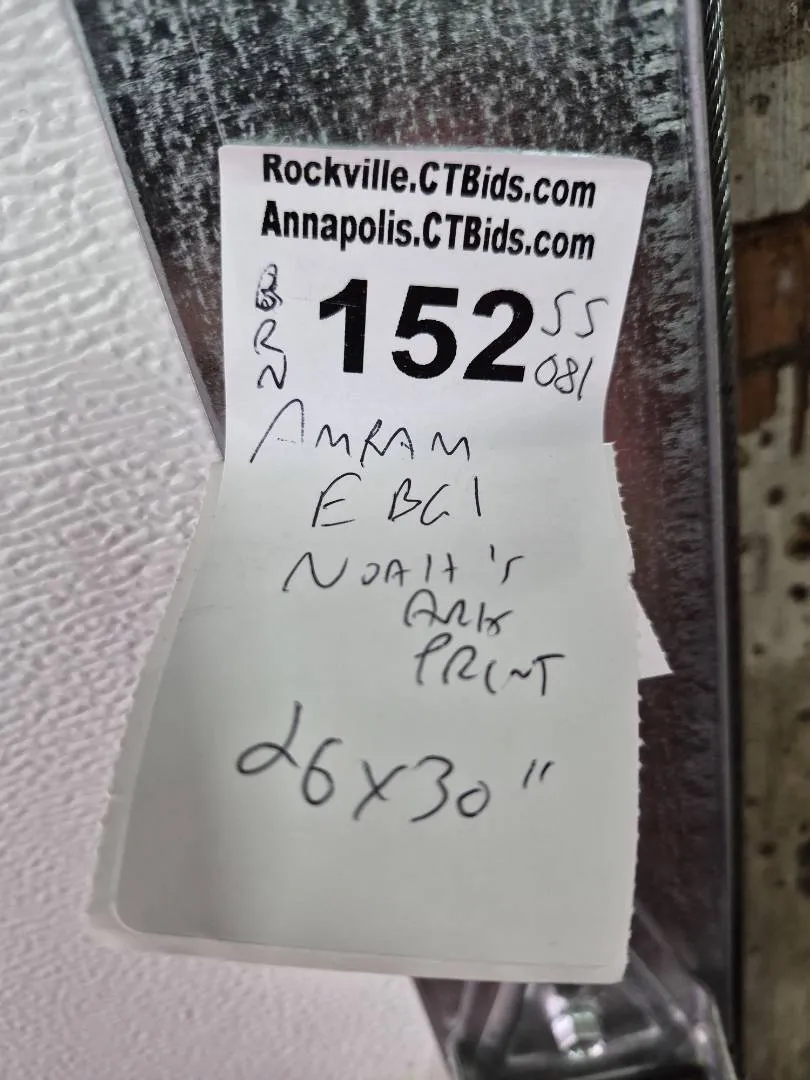 Rockville.CTBids.com
Annapolis.CTBids.com
152
SS
081
AMRAM
EBGI
NOAH'S
ARK
PRINT
26x30"